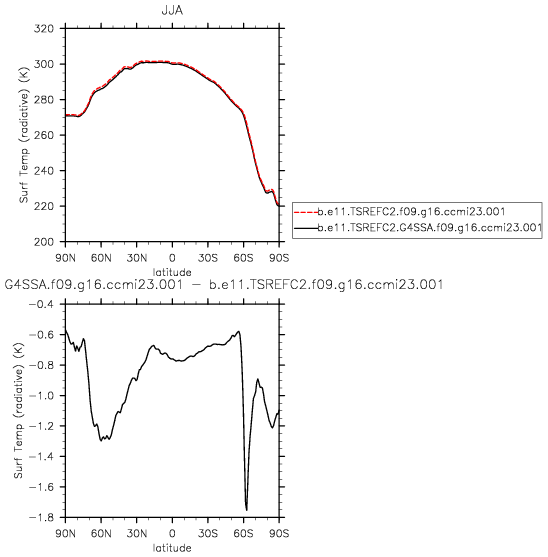 JJA
320
300
280
260
240
220
200
Surf Temp (radiative) (K)
90N 60N 30N 0 30S 60S 90S
latitude
b.e11.TSREFC2.f09.g16.ccmi23.001
b.e11.TSREFC2.G4SSA.f09.g16.ccmi23.001
G4SSA.f09.g16.ccmi23.001 − b.e11.TSREFC2.f09.g16.ccmi23.001
−0.4
−0.6
−0.8
−1.0
−1.2
−1.4
−1.6
−1.8
Surf Temp (radiative) (K)
90N 60N 30N 0 30S 60S 90S
latitude